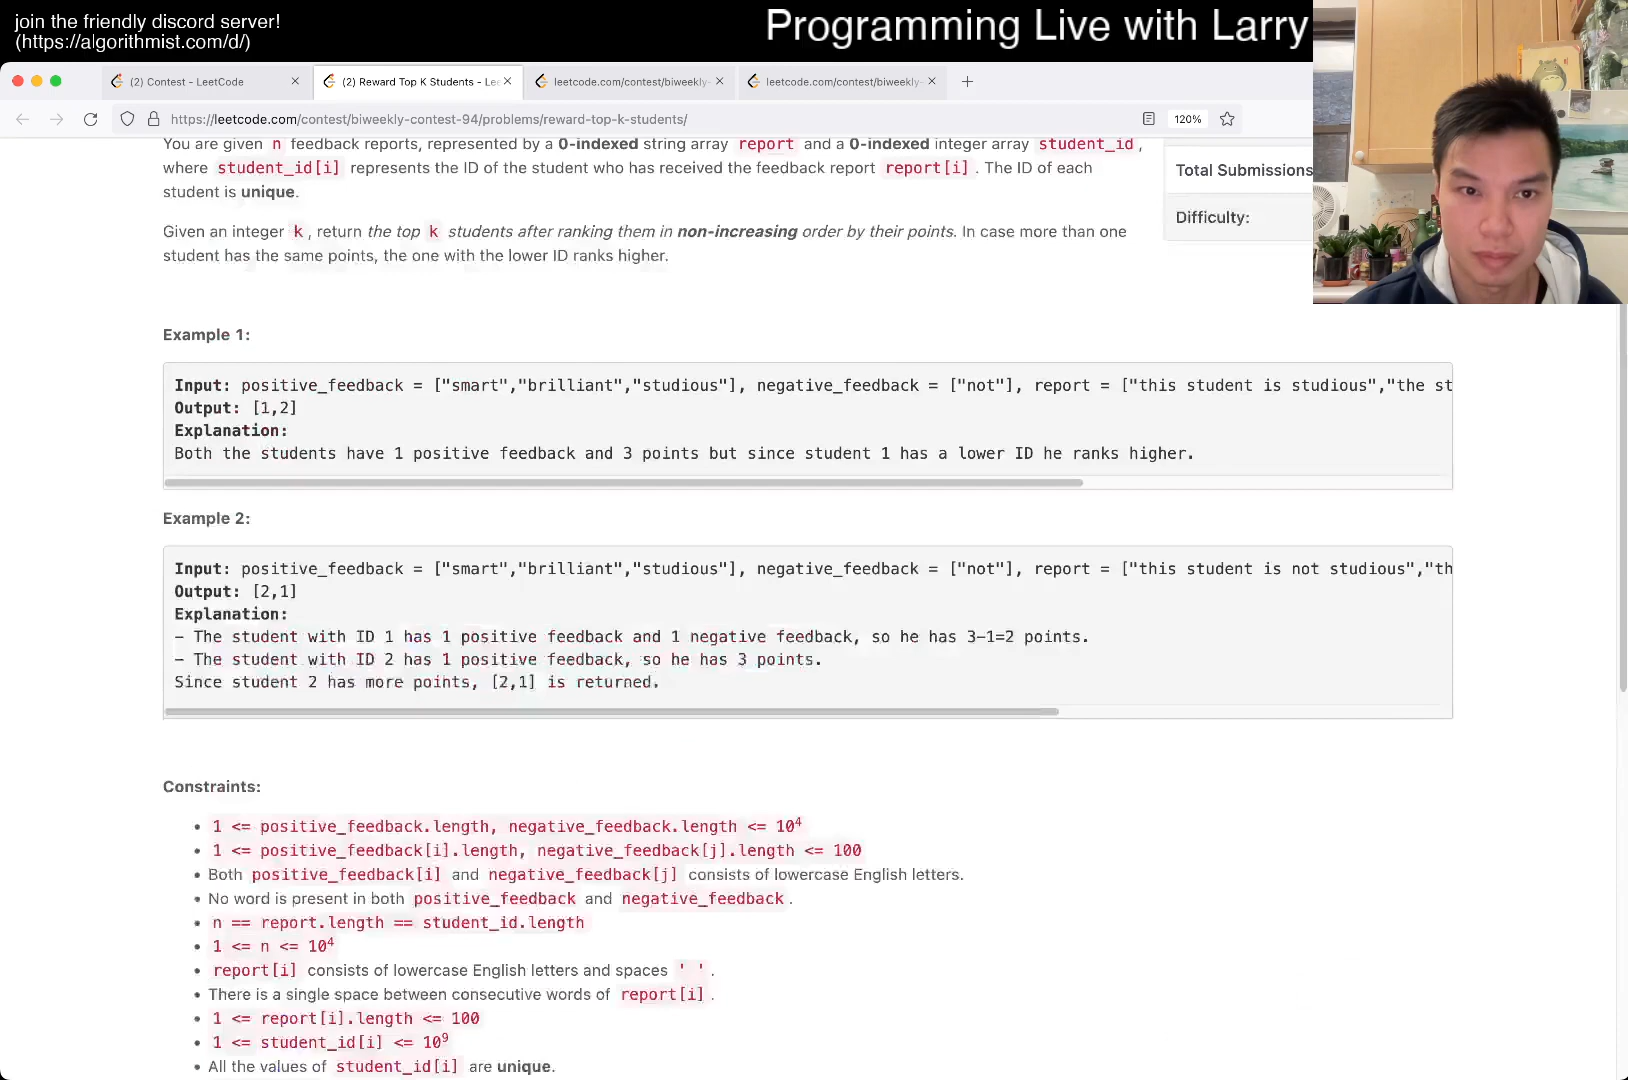 join the friendly discord server!
(https://algorithmist.com/d/)
Programming Live with Larry
(2) Contest - LeetCode
(2) Reward Top K Students - Lee
leetcode.com/contest/biweekly-
leetcode.com/contest/biweekly-
https://leetcode.com/contest/biweekly-contest-94/problems/reward-top-k-students/
120%
You are given n feedback reports, represented by a 0-indexed string array report and a 0-indexed integer array student_id,
where student_id[i] represents the ID of the student who has received the feedback report report[i]. The ID of each
student is unique.
Total Submissions
Difficulty:
Given an integer k, return the top k students after ranking them in non-increasing order by their points. In case more than one
student has the same points, the one with the lower ID ranks higher.
Example 1:
Input: positive_feedback = ["smart","brilliant","studious"], negative_feedback = ["not"], report = ["this student is studious","the st
Output: [1,2]
Explanation:
Both the students have 1 positive feedback and 3 points but since student 1 has a lower ID he ranks higher.
Example 2:
Input: positive_feedback = ["smart","brilliant","studious"], negative_feedback = ["not"], report = ["this student is not studious","th
Output: [2,1]
Explanation:
- The student with ID 1 has 1 positive feedback and 1 negative feedback, so he has 3-1=2 points.
- The student with ID 2 has 1 positive feedback, so he has 3 points.
Since student 2 has more points, [2,1] is returned.
Constraints:
• 1 <= positive_feedback.length, negative_feedback.length <= 10⁴
• 1 <= positive_feedback[i].length, negative_feedback[j].length <= 100
• Both positive_feedback[i] and negative_feedback[j] consists of lowercase English letters.
• No word is present in both positive_feedback and negative_feedback.
• n == report.length == student_id.length
• 1 <= n <= 10⁴
• report[i] consists of lowercase English letters and spaces ' '.
• There is a single space between consecutive words of report[i].
• 1 <= report[i].length <= 100
• 1 <= student_id[i] <= 10⁹
• All the values of student_id[i] are unique.